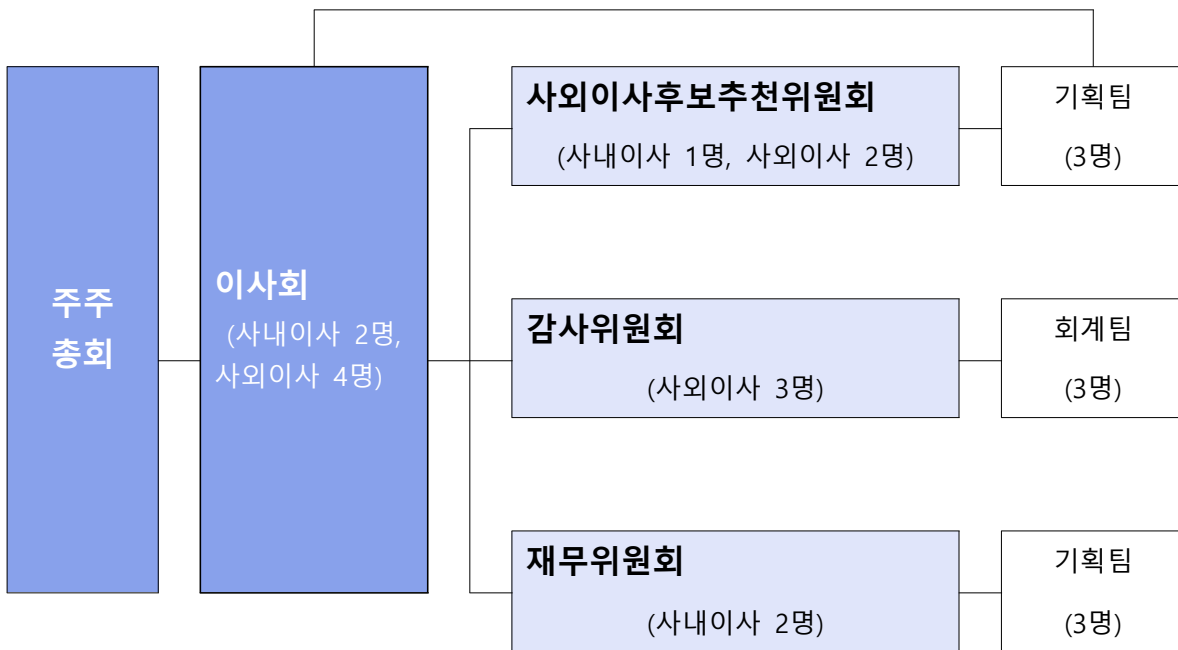 주주
총회
이사회
(사내이사 2명,
사외이사 4명)
사외이사후보추천위원회
(사내이사 1명, 사외이사 2명)
기획팀
(3명)
감사위원회
(사외이사 3명)
회계팀
(3명)
재무위원회
(사내이사 2명)
기획팀
(3명)